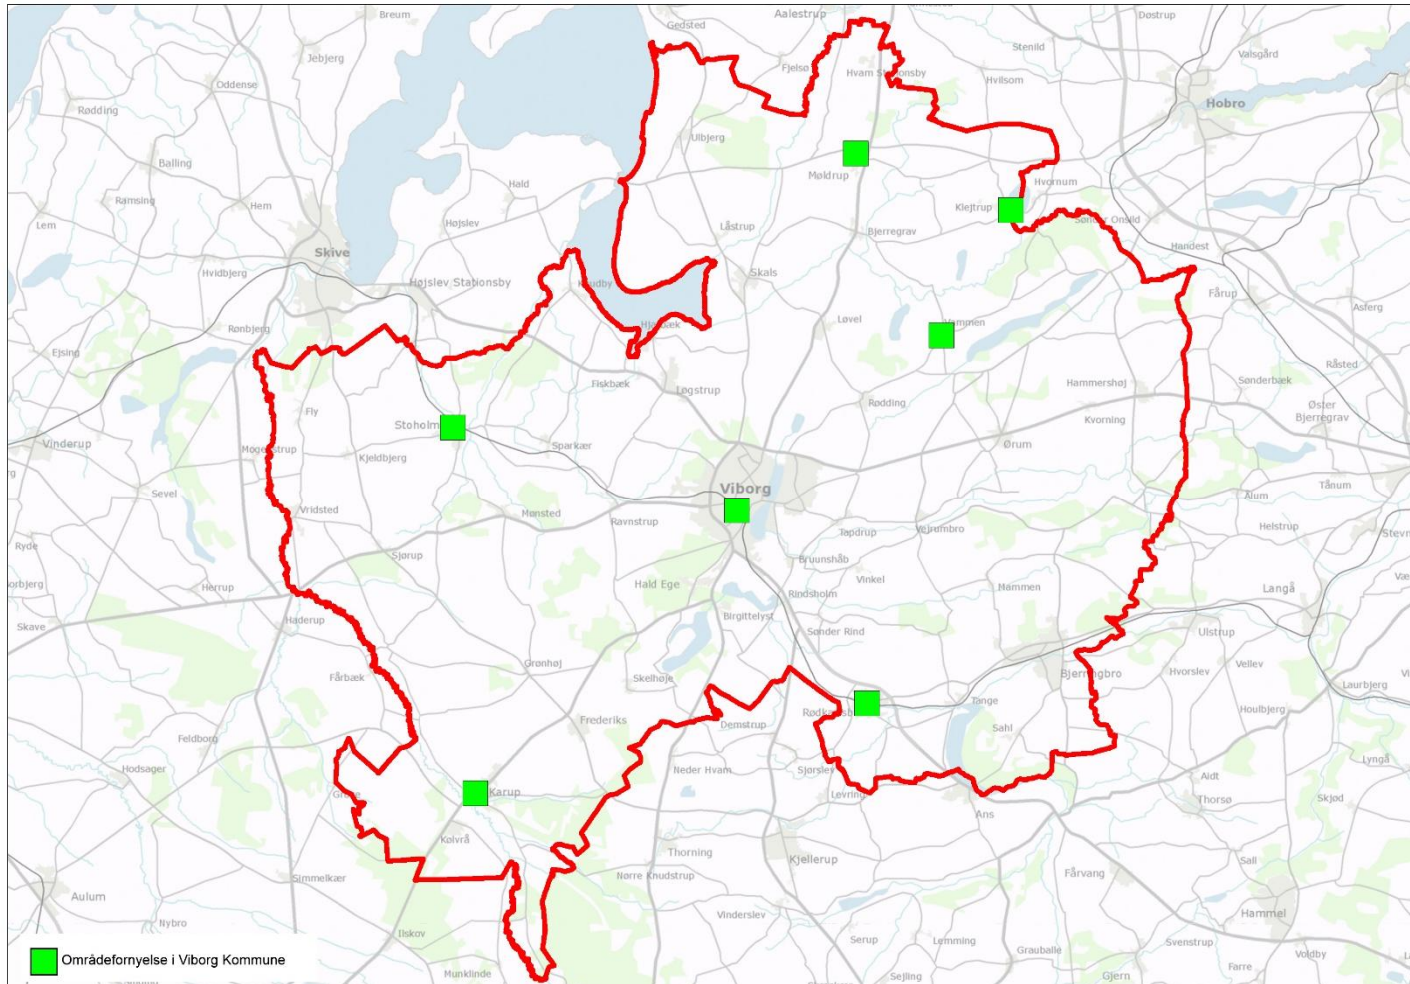 Gedsted
Aalestrup
Døstrup
Breum
Stenild
Valsgård
Jebjerg
Fjelsø
Hvam Stationsby
Oddense
Hvilsom
Rødding
Hobro
Ulbjerg
Balling
Møldrup
Hvornum
Hald
Ramsing
Hem
Klejtrup
Lem
Højslev
Låstrup
Sønder Onsild
Bjerregrav
Skive
Handest
Hvidbjerg
Højslev Stationsby
Skals
Knudby
Fårup
Asferg
Rønbjerg
Hjarbæk
Løvel
Vammen
Ejsing
Råsted
Fiskbæk
Løgstrup
Hammershøj
Sønderbæk
Fly
Rødding
Øster
Bjerregrav
Stoholm
Kvorning
Vinderup
Mogenstrup
Kjeldbjerg
Sparkær
Ørum
Sevel
Viborg
Tånum
Ålum
Vridsted
Mønsted
Ravnstrup
Tapdrup
Vejrumbro
Helstrup
Ryde
Sjørup
Bruunshåb
Vinkel
Herrup
Hald Ege
Mammen
Langå
Rindsholm
Skave
Haderup
Birgittelyst
Sønder Rind
Ulstrup
Grønhøj
Vellev
Fårbæk
Skelhøje
Bjerringbro
Hvorslev
Laurbjerg
Tange
Houlbjerg
Frederiks
Demstrup
Sahl
Feldborg
Lyngå
Hodsager
Neder Hvam
Sjørslev
Aidt
Karup
Levring
Thorsø
Skjød
Ans
Kølvrå
Thorning
Kjellerup
Sall
Aulum
Simmelkær
Nørre Knudstrup
Fårvang
Hammel
Nybro
Vinderslev
Ilskov
Serup
Lemming
Grauballe
Svenstrup
Voldby
Områdefornyelse i Viborg Kommune
Munklinde
Sejling
Gjern
Farre